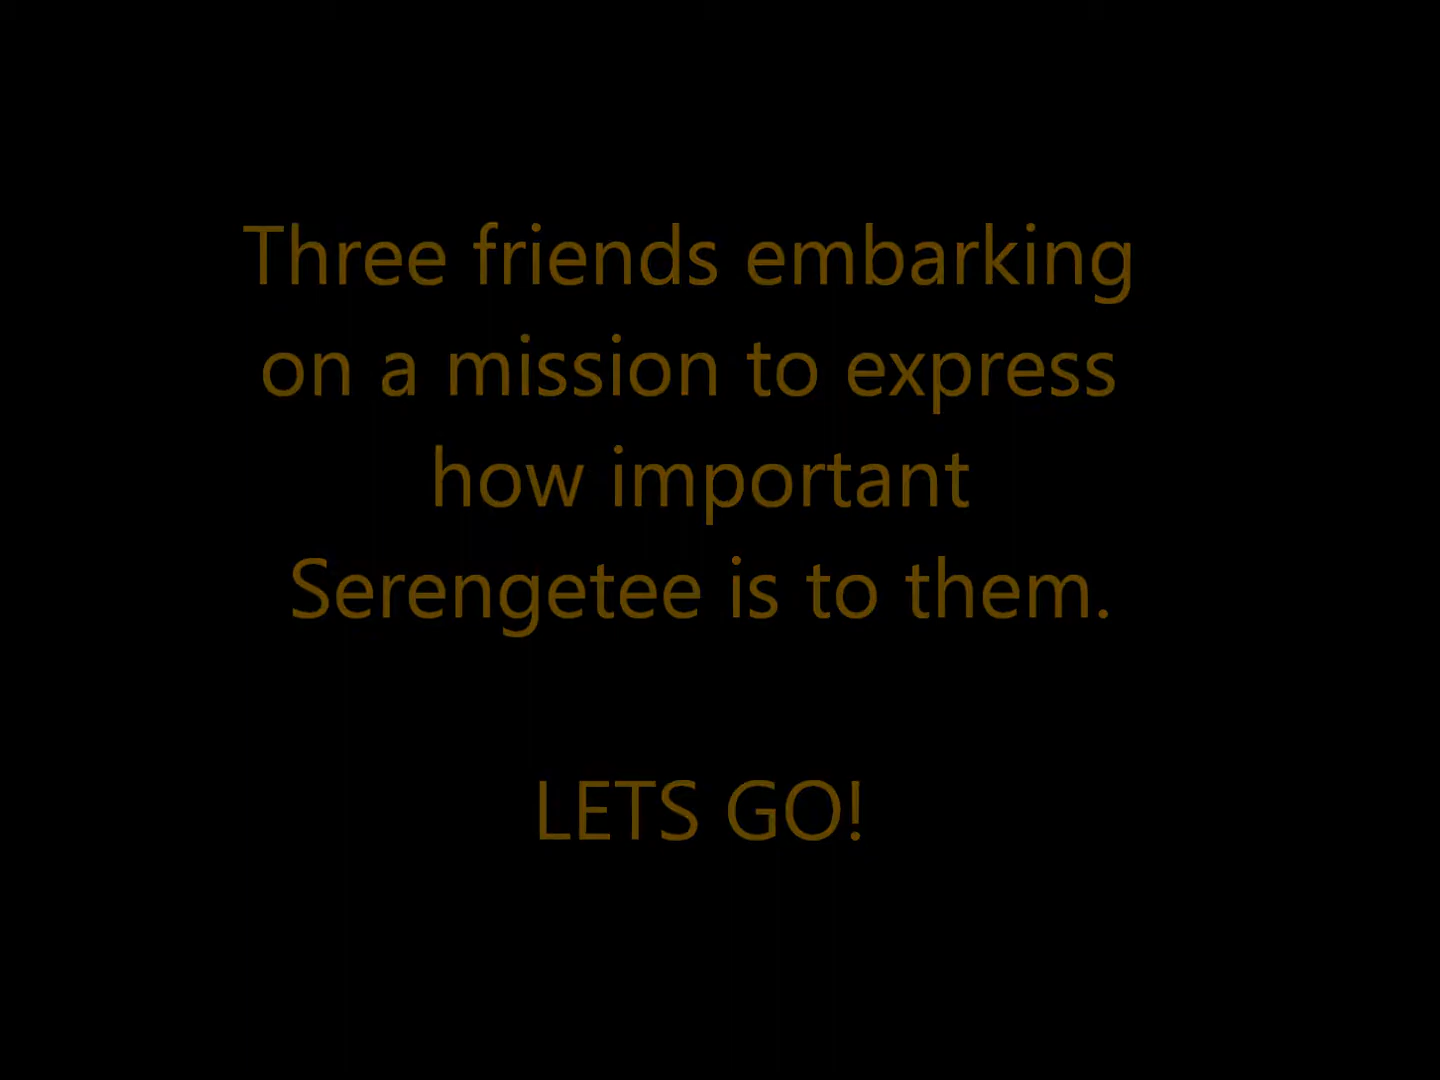 Three friends embarking
on a mission to express
how important
Serengetee is to them.
LETS GO!